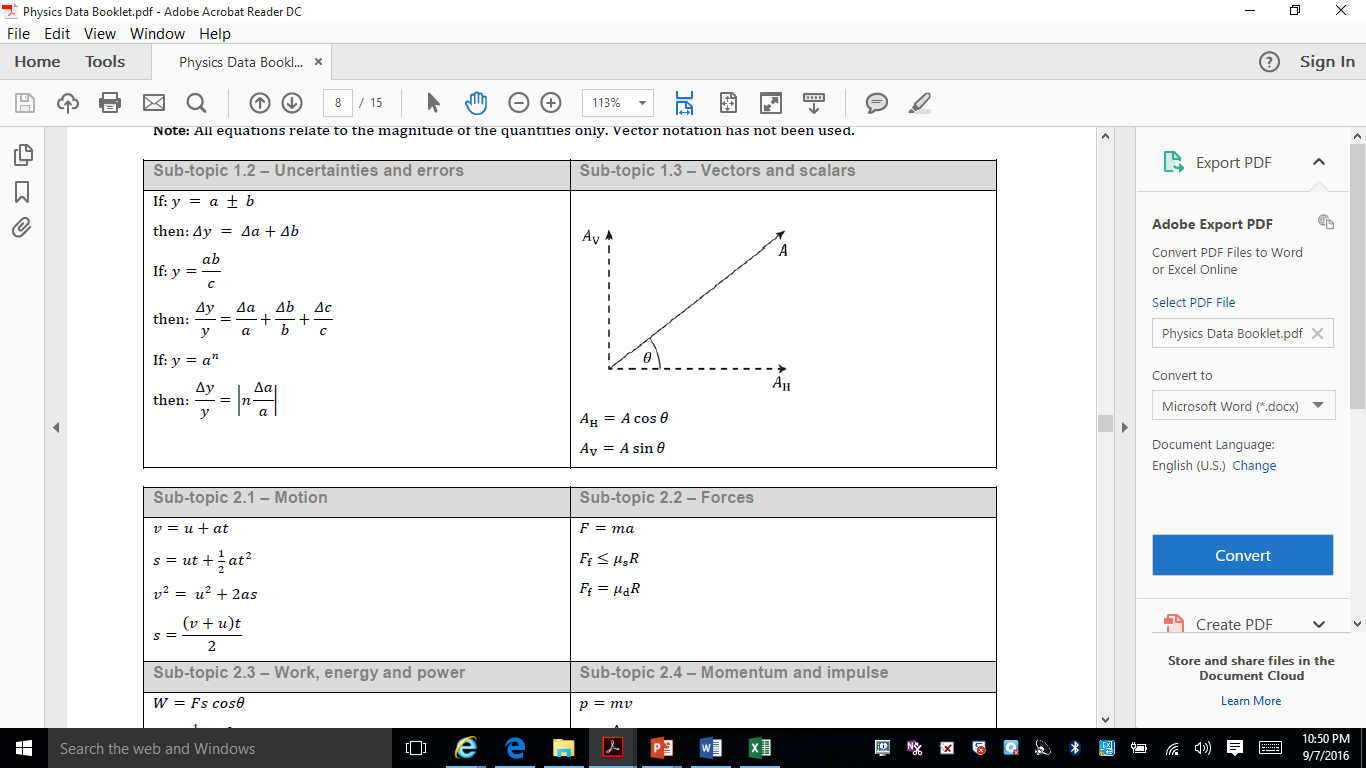 Physics Data Booklet.pdf - Adobe Acrobat Reader DC
File Edit View Window Help
Home Tools Physics Data Bookl... × ? Sign In
8 / 15 113%
Note: All equations relate to the magnitude of the quantities only. Vector notation has not been used.
Sub-topic 1.2 – Uncertainties and errors
If: y = a ± b
then: Δy = Δa + Δb
If: y = ab/c
then: Δy/y = Δa/a + Δb/b + Δc/c
If: y = aⁿ
then: Δy/y = |n Δa/a|
Sub-topic 1.3 – Vectors and scalars
A_V
A
θ
A_H
A_H = A cos θ
A_V = A sin θ
Sub-topic 2.1 – Motion
v = u + at
s = ut + ½ at²
v² = u² + 2as
s = (v + u)t/2
Sub-topic 2.2 – Forces
F = ma
F_f ≤ μ_s R
F_f = μ_d R
Sub-topic 2.3 – Work, energy and power
W = Fs cosθ
Sub-topic 2.4 – Momentum and impulse
p = mv
Export PDF
Adobe Export PDF
Convert PDF Files to Word
or Excel Online
Select PDF File
Physics Data Booklet.pdf ×
Convert to
Microsoft Word (*.docx)
Document Language:
English (U.S.) Change
Convert
Create PDF
Store and share files in the
Document Cloud
Learn More
Search the web and Windows
10:50 PM
9/7/2016